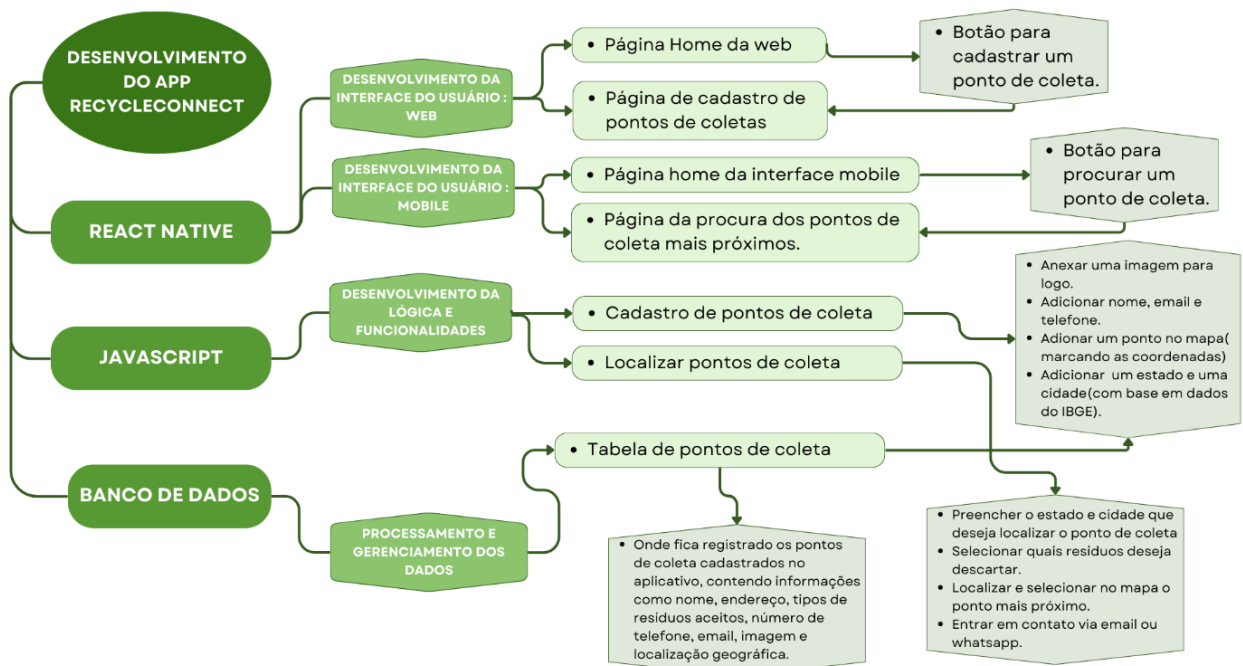 DESENVOLVIMENTO
DO APP
RECYCLECONNECT
DESENVOLVIMENTO DA
INTERFACE DO USUÁRIO :
WEB
• Página Home da web
• Botão para
cadastrar um
ponto de coleta.
• Página de cadastro de
pontos de coletas
REACT NATIVE
DESENVOLVIMENTO DA
INTERFACE DO USUÁRIO :
MOBILE
• Página home da interface mobile
• Botão para
procurar um
ponto de coleta.
• Página da procura dos pontos de
coleta mais próximos.
JAVASCRIPT
DESENVOLVIMENTO DA
LÓGICA E
FUNCIONALIDADES
• Cadastro de pontos de coleta
• Anexar uma imagem para
logo.
• Adicionar nome, email e
telefone.
• Adionar um ponto no mapa(
marcando as coordenadas)
• Adicionar um estado e uma
cidade(com base em dados
do IBGE).
• Localizar pontos de coleta
BANCO DE DADOS
PROCESSAMENTO E
GERENCIAMENTO DOS
DADOS
• Tabela de pontos de coleta
• Onde fica registrado os pontos
de coleta cadastrados no
aplicativo, contendo informações
como nome, endereço, tipos de
resíduos aceitos, número de
telefone, email, imagem e
localização geográfica.
• Preencher o estado e cidade que
deseja localizar o ponto de coleta
• Selecionar quais resíduos deseja
descartar.
• Localizar e selecionar no mapa o
ponto mais próximo.
• Entrar em contato via email ou
whatsapp.